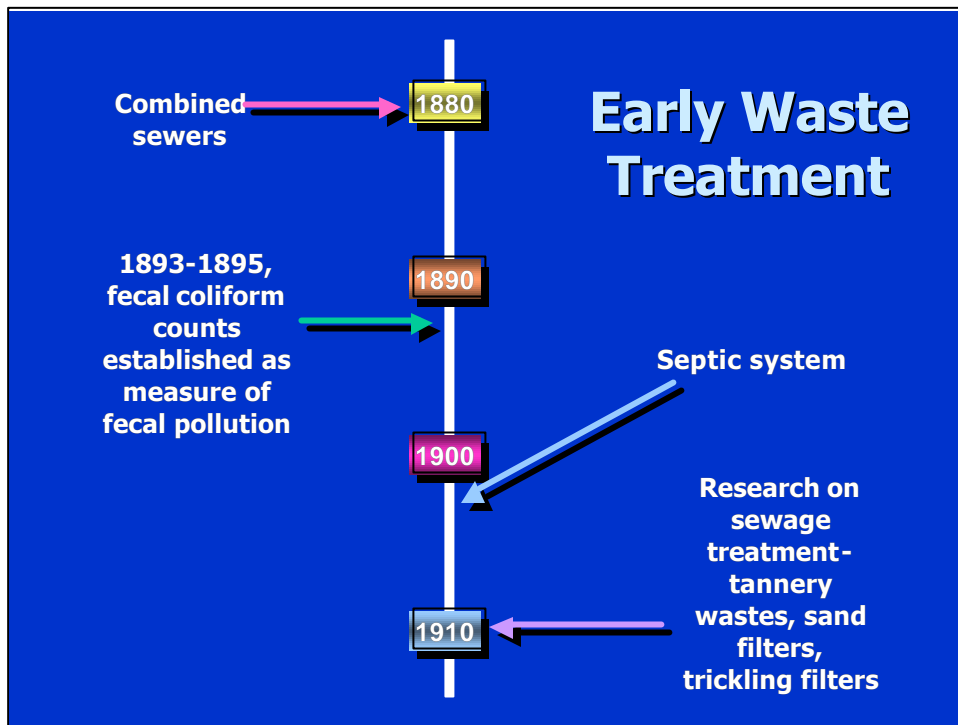 Early Waste
Treatment
Combined
sewers
1880
1890
1893-1895,
fecal coliform
counts
established as
measure of
fecal pollution
Septic system
1900
Research on
sewage
treatment-
tannery
wastes, sand
filters,
trickling filters
1910